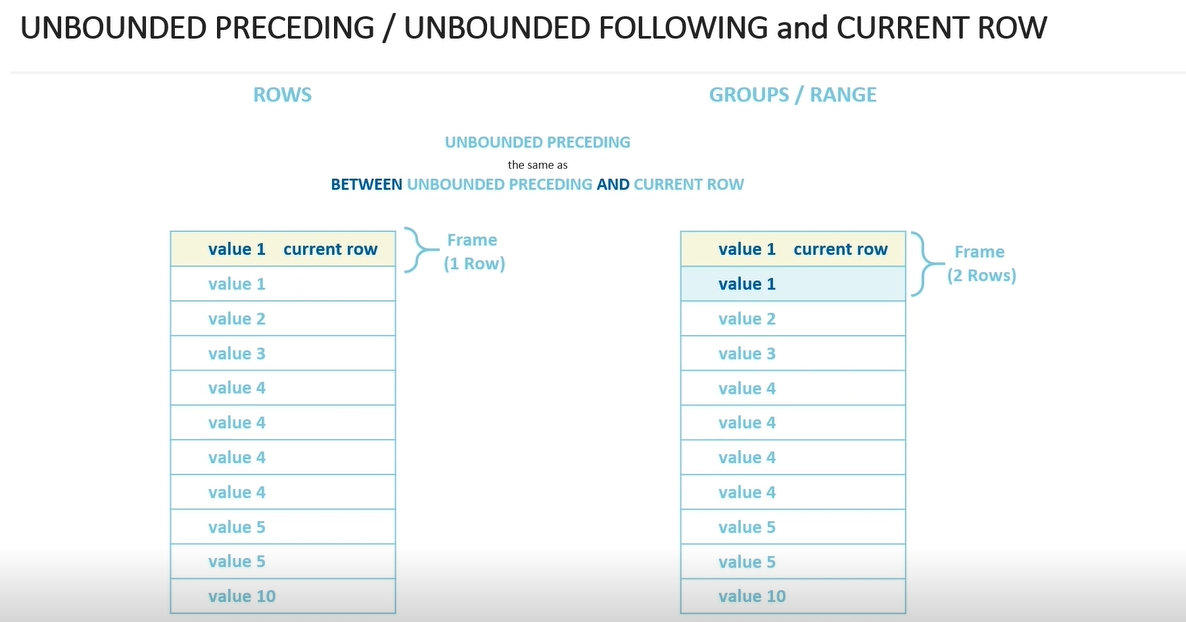 UNBOUNDED PRECEDING / UNBOUNDED FOLLOWING and CURRENT ROW
ROWS
GROUPS / RANGE
UNBOUNDED PRECEDING
the same as
BETWEEN UNBOUNDED PRECEDING AND CURRENT ROW
value 1 current row
value 1
value 2
value 3
value 4
value 4
value 4
value 4
value 5
value 5
value 10
Frame
(1 Row)
value 1 current row
value 1
value 2
value 3
value 4
value 4
value 4
value 4
value 5
value 5
value 10
Frame
(2 Rows)